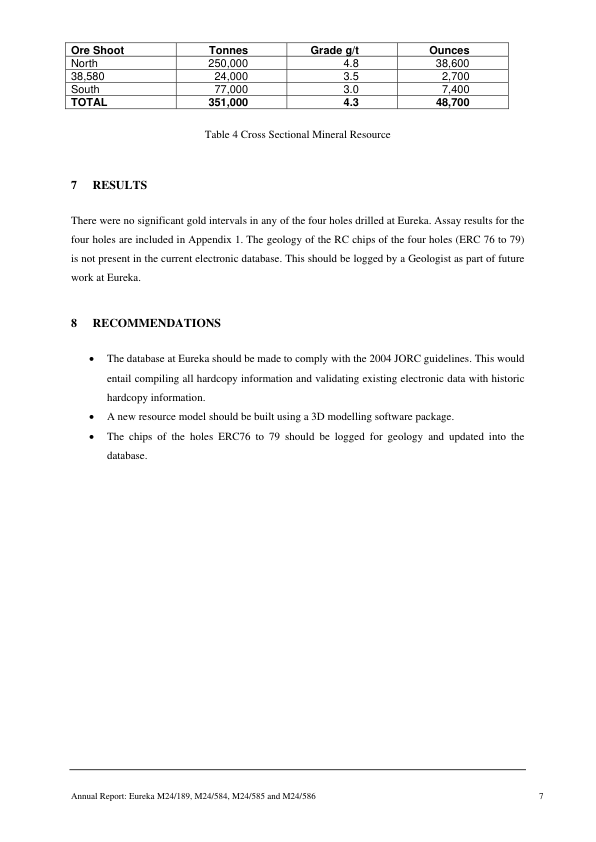 Ore Shoot Tonnes Grade g/t Ounces
North 250,000 4.8 38,600
38,580 24,000 3.5 2,700
South 77,000 3.0 7,400
TOTAL 351,000 4.3 48,700
Table 4 Cross Sectional Mineral Resource
7 RESULTS
There were no significant gold intervals in any of the four holes drilled at Eureka. Assay results for the
four holes are included in Appendix 1. The geology of the RC chips of the four holes (ERC 76 to 79)
is not present in the current electronic database. This should be logged by a Geologist as part of future
work at Eureka.
8 RECOMMENDATIONS
• The database at Eureka should be made to comply with the 2004 JORC guidelines. This would
entail compiling all hardcopy information and validating existing electronic data with historic
hardcopy information.
• A new resource model should be built using a 3D modelling software package.
• The chips of the holes ERC76 to 79 should be logged for geology and updated into the
database.
Annual Report: Eureka M24/189, M24/584, M24/585 and M24/586 7